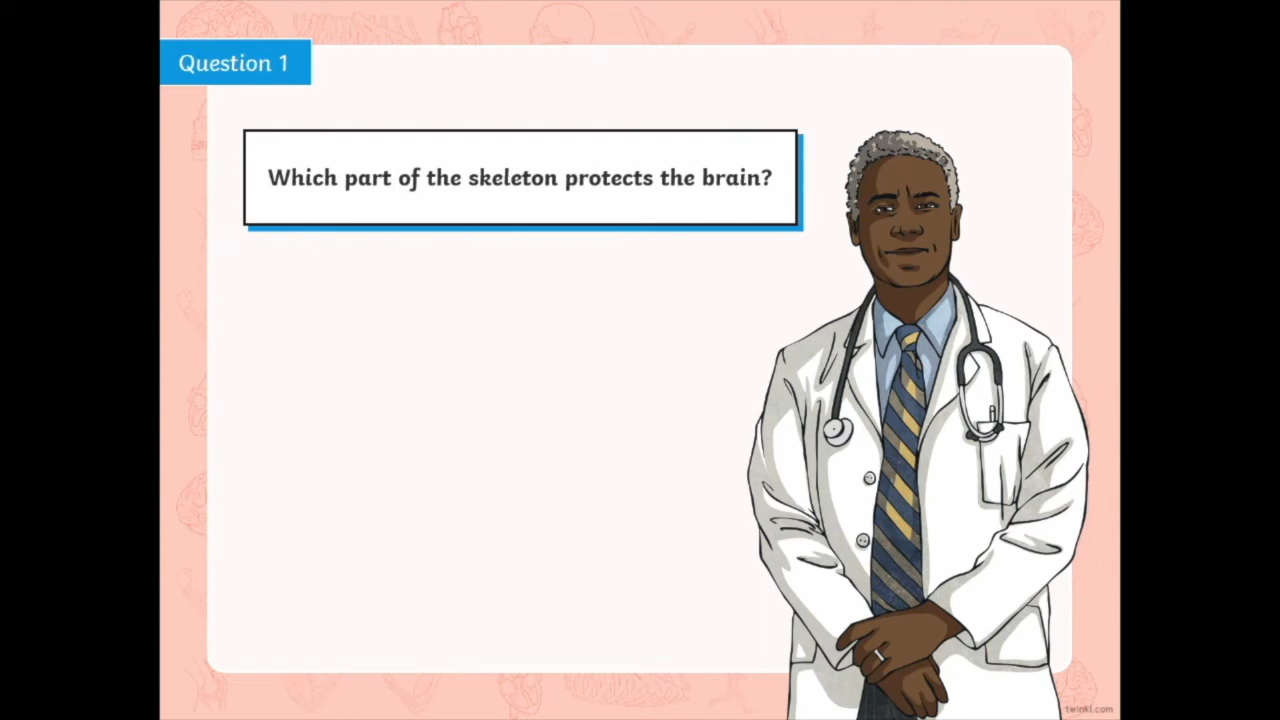 Question 1
Which part of the skeleton protects the brain?
twinkl.com